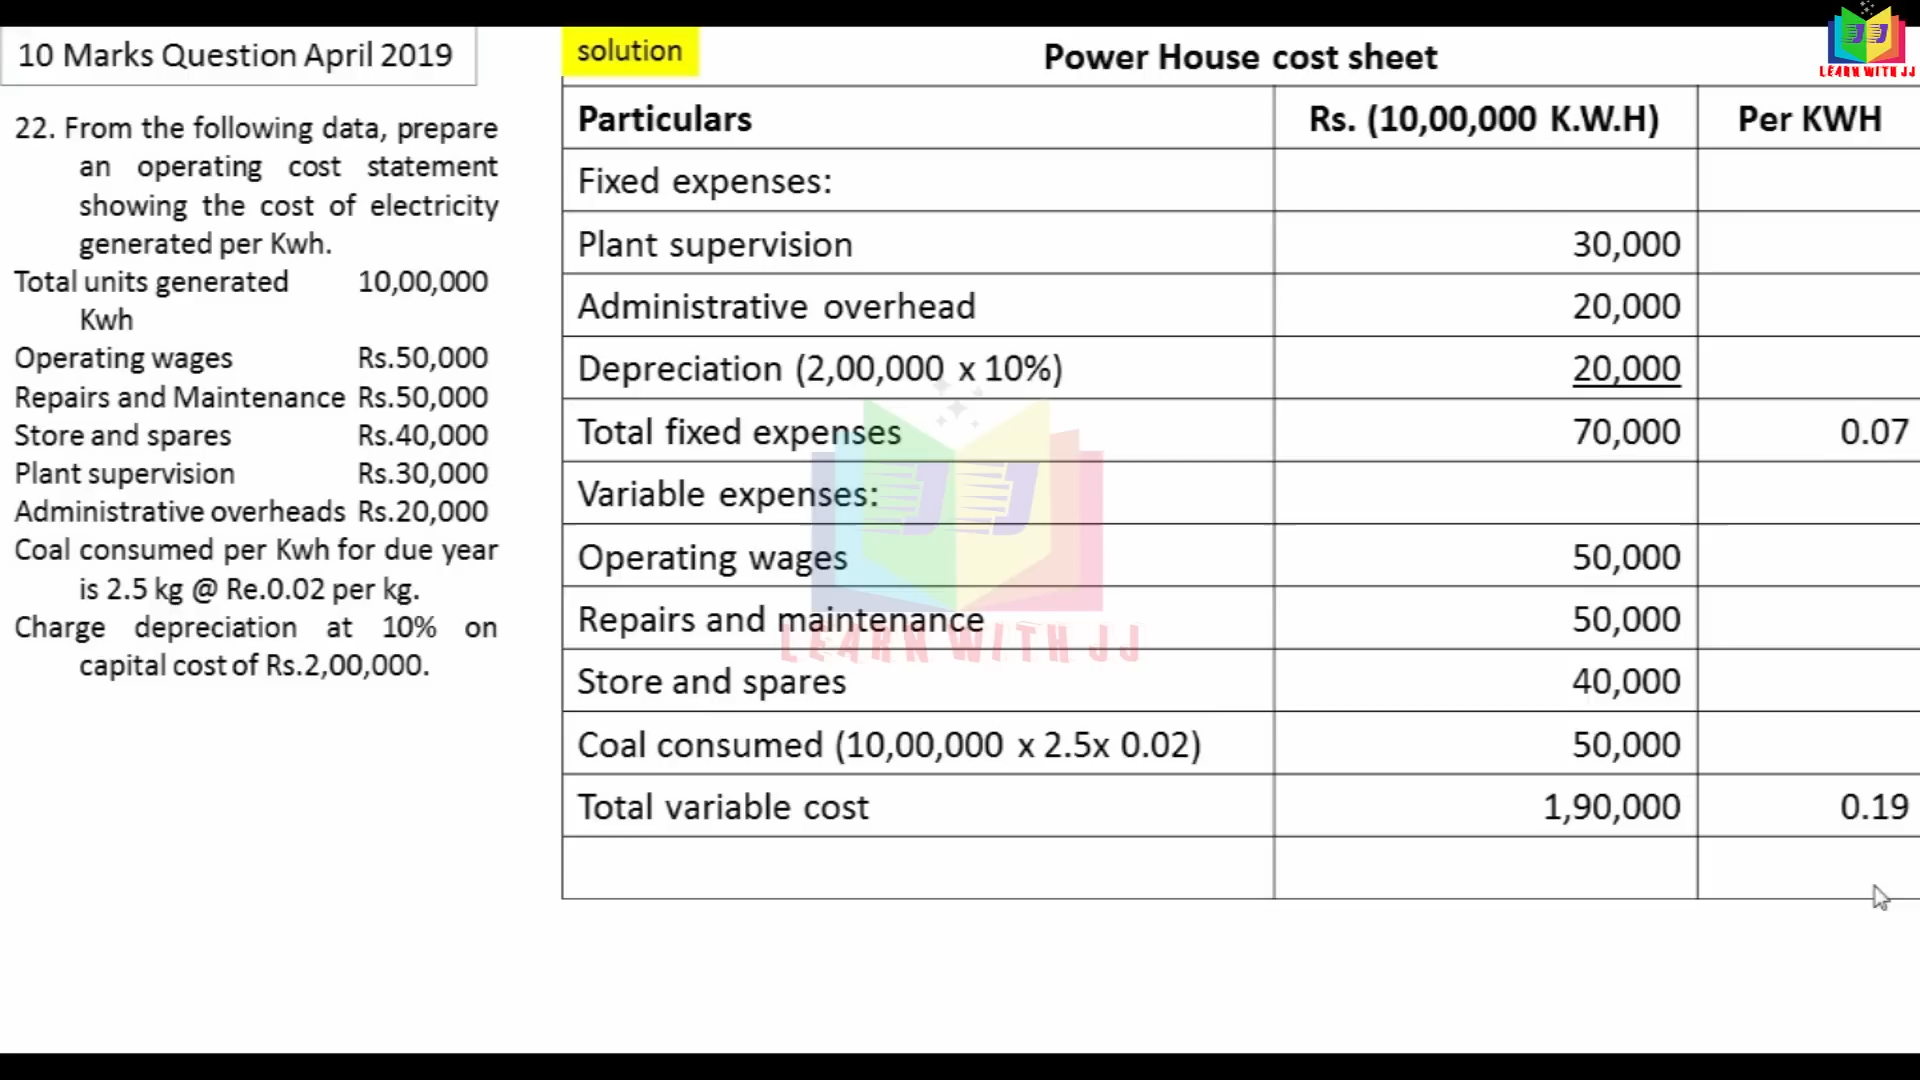 10 Marks Question April 2019
22. From the following data, prepare
an operating cost statement
showing the cost of electricity
generated per Kwh.
Total units generated 10,00,000
Kwh
Operating wages Rs.50,000
Repairs and Maintenance Rs.50,000
Store and spares Rs.40,000
Plant supervision Rs.30,000
Administrative overheads Rs.20,000
Coal consumed per Kwh for due year
is 2.5 kg @ Re.0.02 per kg.
Charge depreciation at 10% on
capital cost of Rs.2,00,000.
solution
Power House cost sheet
Particulars Rs. (10,00,000 K.W.H) Per KWH
Fixed expenses:
Plant supervision 30,000
Administrative overhead 20,000
Depreciation (2,00,000 x 10%) 20,000
Total fixed expenses 70,000 0.07
Variable expenses:
Operating wages 50,000
Repairs and maintenance 50,000
Store and spares 40,000
Coal consumed (10,00,000 x 2.5x 0.02) 50,000
Total variable cost 1,90,000 0.19
JJ
LEARN WITH JJ
JJ
LEARN WITH JJ